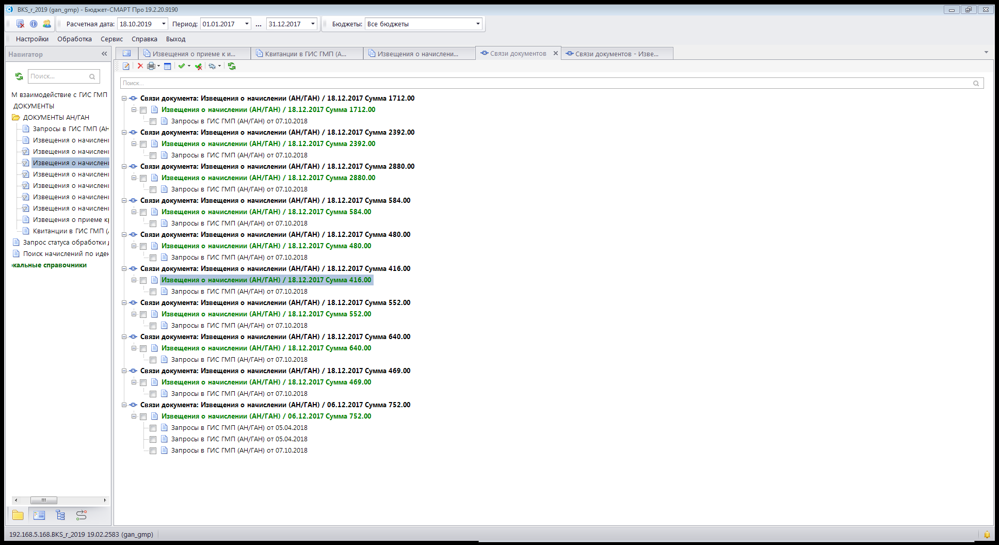 BKS_r_2019 (gan_gmp) - Бюджет-СМАРТ Про 19.2.20.9190
Расчетная дата: 18.10.2019 Период: 01.01.2017 ... 31.12.2017 Бюджеты: Все бюджеты
Настройки Обработка Сервис Справка Выход
Навигатор
Поиск...
М взаимодействие с ГИС ГМП
ДОКУМЕНТЫ
ДОКУМЕНТЫ АН/ГАН
Запросы в ГИС ГМП (АН
Извещения о начислен
Извещения о начислен
Извещения о начислен
Извещения о начислен
Извещения о начислен
Извещения о начислен
Извещения о начислен
Извещения о приеме к
Квитанции в ГИС ГМП (
Запрос статуса обработки
Поиск начислений по иден
кальные справочники
Извещения о приеме к и... Квитанции в ГИС ГМП (А... Извещения о начислени... Связи документов Связи документов - Изве...
Поиск...
Связи документа: Извещения о начислении (АН/ГАН) / 18.12.2017 Сумма 1712.00
Извещения о начислении (АН/ГАН) / 18.12.2017 Сумма 1712.00
Запросы в ГИС ГМП (АН/ГАН) от 07.10.2018
Связи документа: Извещения о начислении (АН/ГАН) / 18.12.2017 Сумма 2392.00
Извещения о начислении (АН/ГАН) / 18.12.2017 Сумма 2392.00
Запросы в ГИС ГМП (АН/ГАН) от 07.10.2018
Связи документа: Извещения о начислении (АН/ГАН) / 18.12.2017 Сумма 2880.00
Извещения о начислении (АН/ГАН) / 18.12.2017 Сумма 2880.00
Запросы в ГИС ГМП (АН/ГАН) от 07.10.2018
Связи документа: Извещения о начислении (АН/ГАН) / 18.12.2017 Сумма 584.00
Извещения о начислении (АН/ГАН) / 18.12.2017 Сумма 584.00
Запросы в ГИС ГМП (АН/ГАН) от 07.10.2018
Связи документа: Извещения о начислении (АН/ГАН) / 18.12.2017 Сумма 480.00
Извещения о начислении (АН/ГАН) / 18.12.2017 Сумма 480.00
Запросы в ГИС ГМП (АН/ГАН) от 07.10.2018
Связи документа: Извещения о начислении (АН/ГАН) / 18.12.2017 Сумма 416.00
Извещения о начислении (АН/ГАН) / 18.12.2017 Сумма 416.00
Запросы в ГИС ГМП (АН/ГАН) от 07.10.2018
Связи документа: Извещения о начислении (АН/ГАН) / 18.12.2017 Сумма 552.00
Извещения о начислении (АН/ГАН) / 18.12.2017 Сумма 552.00
Запросы в ГИС ГМП (АН/ГАН) от 07.10.2018
Связи документа: Извещения о начислении (АН/ГАН) / 18.12.2017 Сумма 640.00
Извещения о начислении (АН/ГАН) / 18.12.2017 Сумма 640.00
Запросы в ГИС ГМП (АН/ГАН) от 07.10.2018
Связи документа: Извещения о начислении (АН/ГАН) / 18.12.2017 Сумма 469.00
Извещения о начислении (АН/ГАН) / 18.12.2017 Сумма 469.00
Запросы в ГИС ГМП (АН/ГАН) от 07.10.2018
Связи документа: Извещения о начислении (АН/ГАН) / 06.12.2017 Сумма 752.00
Извещения о начислении (АН/ГАН) / 06.12.2017 Сумма 752.00
Запросы в ГИС ГМП (АН/ГАН) от 05.04.2018
Запросы в ГИС ГМП (АН/ГАН) от 05.04.2018
Запросы в ГИС ГМП (АН/ГАН) от 07.10.2018
192.168.5.168.BKS_r_2019 19.02.2583 (gan_gmp)